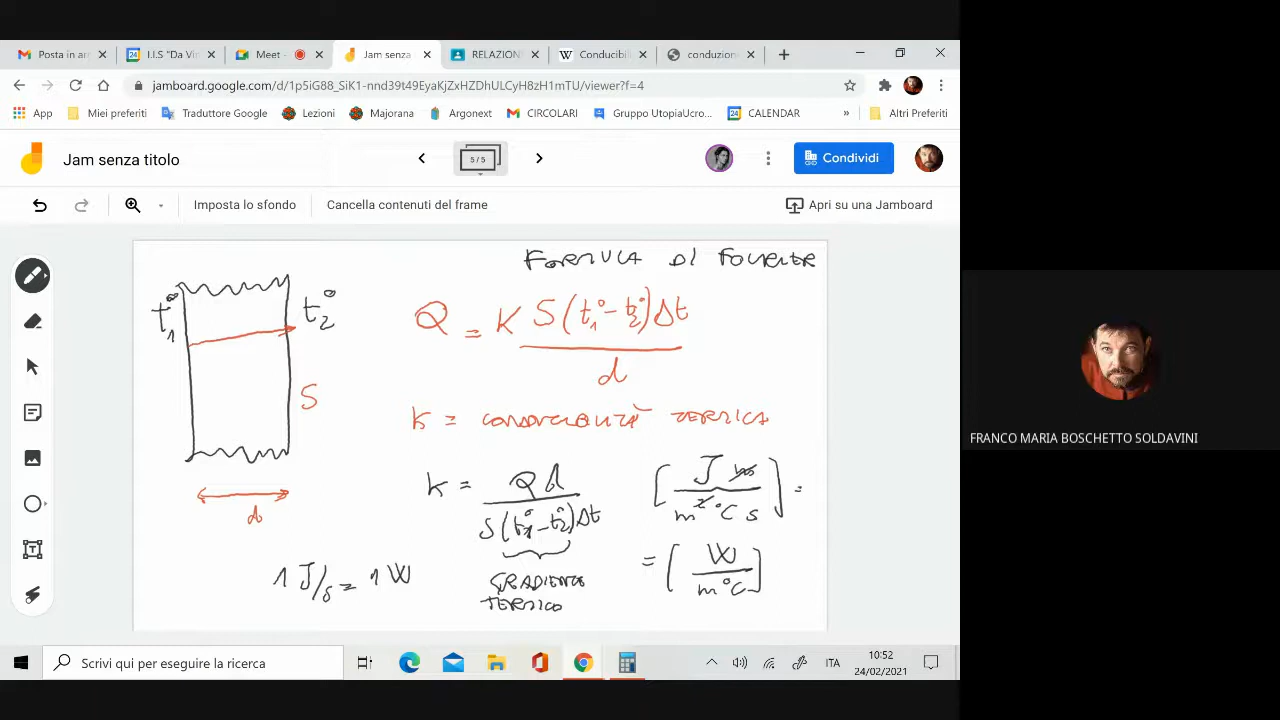 Posta in arr
I.I.S "Da Vin
Meet -
Jam senza
RELAZION
Conducibil
conduzion
jamboard.google.com/d/1p5iG88_SiK1-nnd39t49EyaKjZxHZDhULCyH8zH1mTU/viewer?f=4
App
Miei preferiti
Traduttore Google
Lezioni
Majorana
Argonext
CIRCOLARI
Gruppo UtopiaUcro...
CALENDAR
»
Altri Preferiti
Jam senza titolo
5/5
Condividi
Imposta lo sfondo
Cancella contenuti del frame
Apri su una Jamboard
FORMULA DI FOURIER
t₁° t₂°
Q = K S(t₁°-t₂°)Δt
d
S
K = CONDUCIBILITÀ TERMICA
K = Q d / S(t₁°-t₂°)Δt [J m / m² °C s] =
d
= [W / m°C]
1 J/s = 1 W
GRADIENTE
TERMICO
FRANCO MARIA BOSCHETTO SOLDAVINI
Scrivi qui per eseguire la ricerca
ITA
10:52
24/02/2021